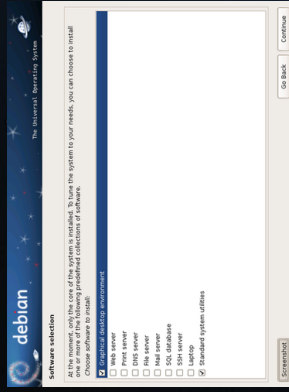 debian
The Universal Operating System
Software selection
At the moment, only the core of the system is installed. To tune the system to your needs, you can choose to install
one or more of the following predefined collections of software.
Choose software to install:
Graphical desktop environment
Web server
Print server
DNS server
File server
Mail server
SQL database
SSH server
Laptop
Standard system utilities
Screenshot
Go Back
Continue